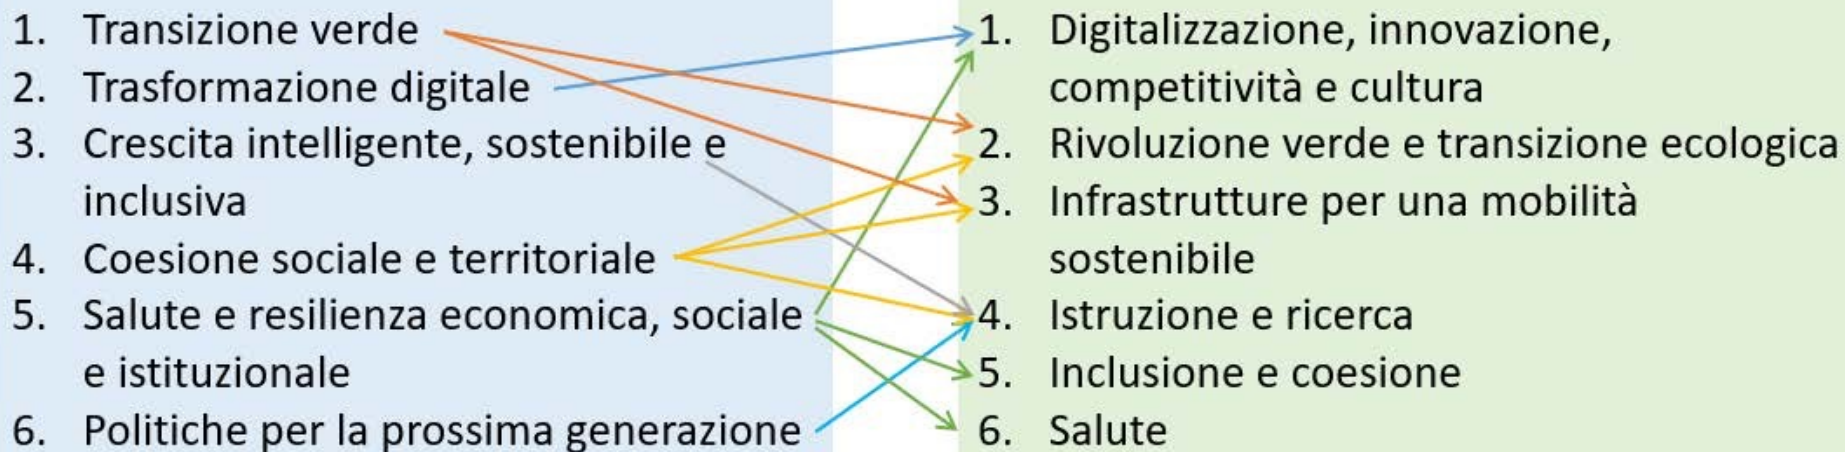 1. Transizione verde
2. Trasformazione digitale
3. Crescita intelligente, sostenibile e
inclusiva
4. Coesione sociale e territoriale
5. Salute e resilienza economica, sociale
e istituzionale
6. Politiche per la prossima generazione
1. Digitalizzazione, innovazione,
competitività e cultura
2. Rivoluzione verde e transizione ecologica
3. Infrastrutture per una mobilità
sostenibile
4. Istruzione e ricerca
5. Inclusione e coesione
6. Salute